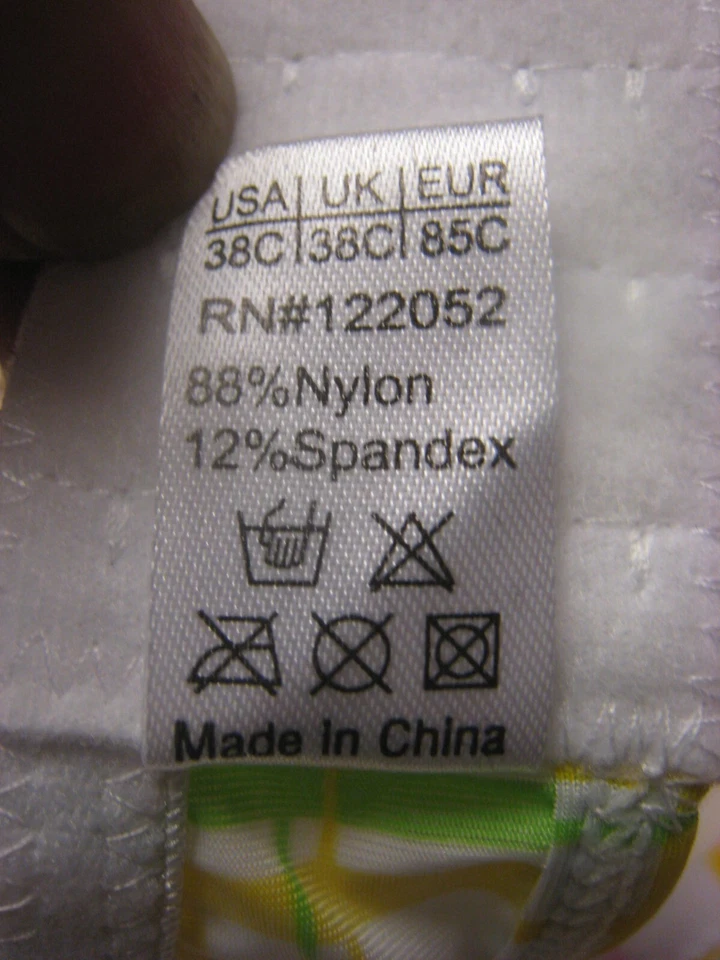 USA UK EUR
38C 38C 85C
RN#122052
88%Nylon
12%Spandex
Made In China